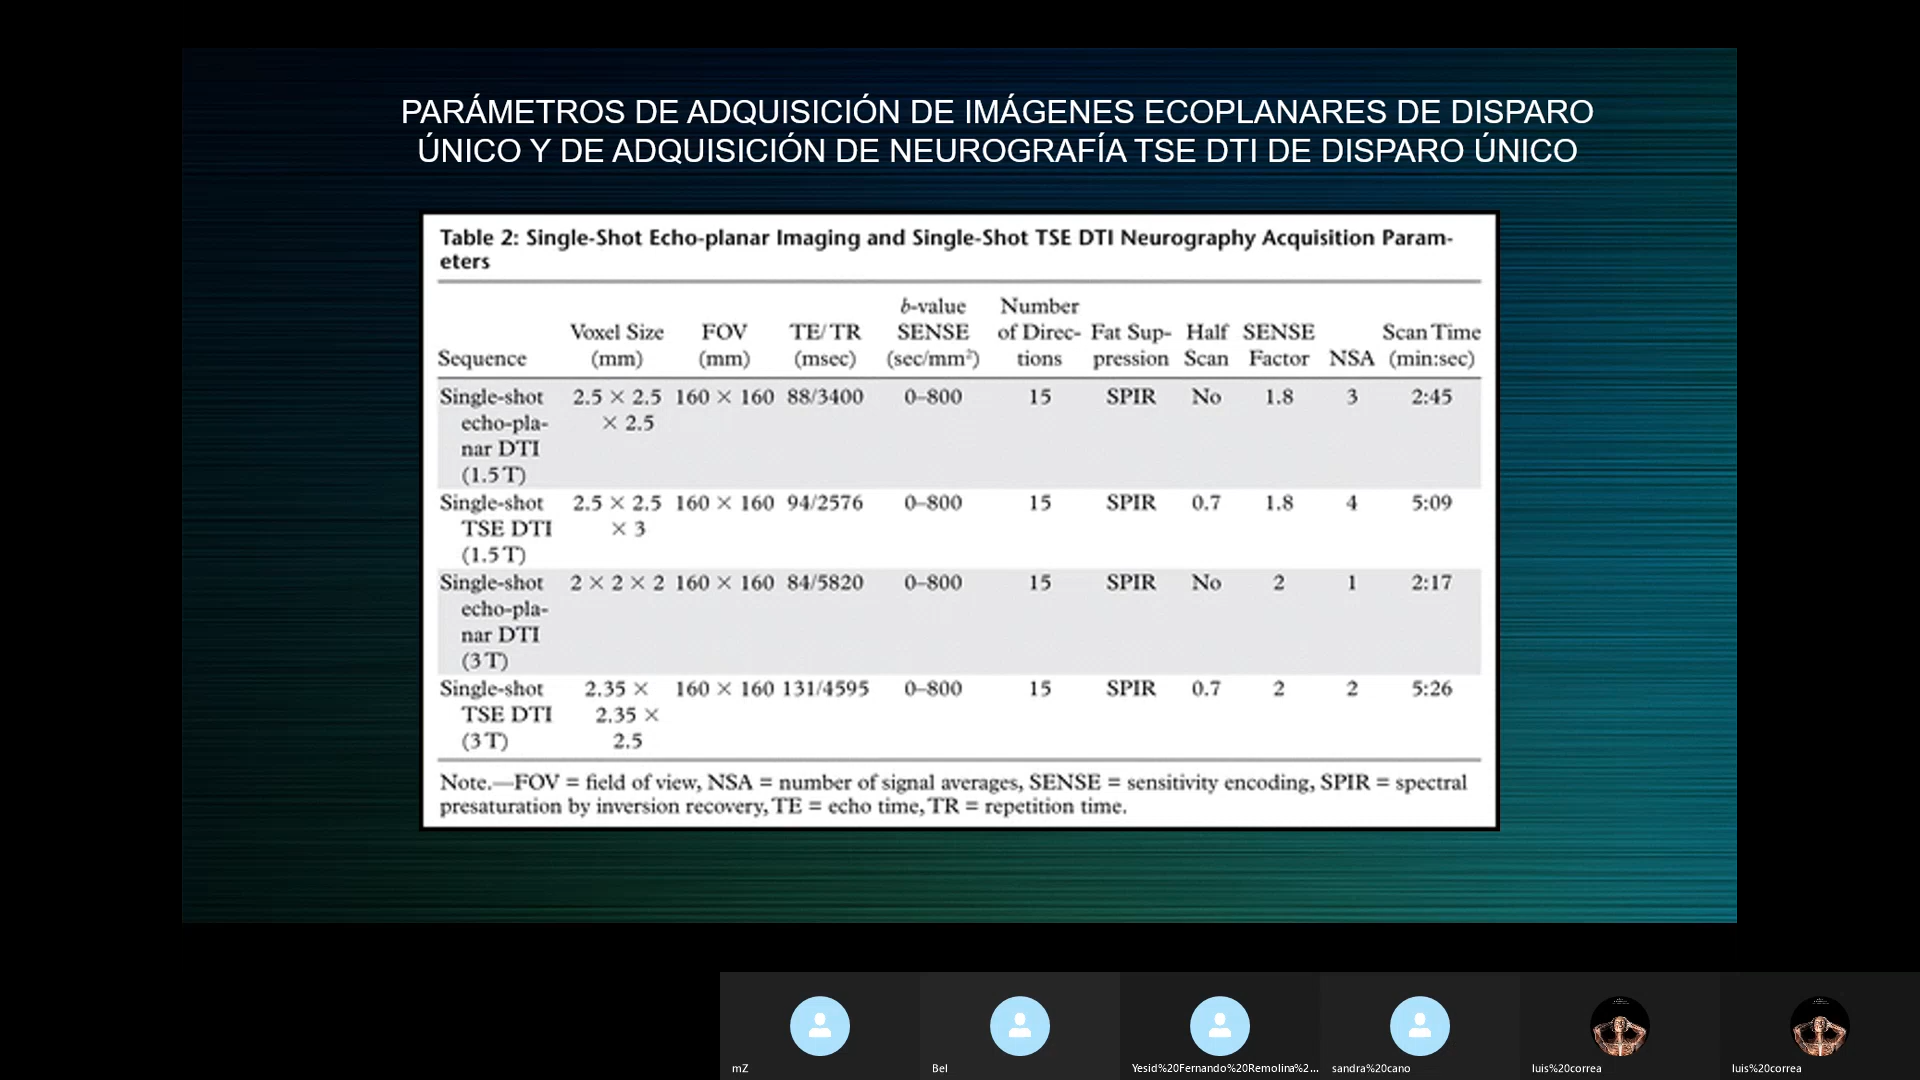 PARÁMETROS DE ADQUISICIÓN DE IMÁGENES ECOPLANARES DE DISPARO
ÚNICO Y DE ADQUISICIÓN DE NEUROGRAFÍA TSE DTI DE DISPARO ÚNICO
Table 2: Single-Shot Echo-planar Imaging and Single-Shot TSE DTI Neurography Acquisition Param-
eters
b-value Number
Voxel Size FOV TE/TR SENSE of Direc- Fat Sup- Half SENSE Scan Time
Sequence (mm) (mm) (msec) (sec/mm²) tions pression Scan Factor NSA (min:sec)
Single-shot 2.5 × 2.5 160 × 160 88/3400 0–800 15 SPIR No 1.8 3 2:45
echo-pla- × 2.5
nar DTI
(1.5 T)
Single-shot 2.5 × 2.5 160 × 160 94/2576 0–800 15 SPIR 0.7 1.8 4 5:09
TSE DTI × 3
(1.5 T)
Single-shot 2 × 2 × 2 160 × 160 84/5820 0–800 15 SPIR No 2 1 2:17
echo-pla-
nar DTI
(3 T)
Single-shot 2.35 × 160 × 160 131/4595 0–800 15 SPIR 0.7 2 2 5:26
TSE DTI 2.35 ×
(3 T) 2.5
Note.—FOV = field of view, NSA = number of signal averages, SENSE = sensitivity encoding, SPIR = spectral
presaturation by inversion recovery, TE = echo time, TR = repetition time.
mZ
Bel
Yesid%20Fernando%20Remolina%2...
sandra%20cano
luis%20correa
luis%20correa